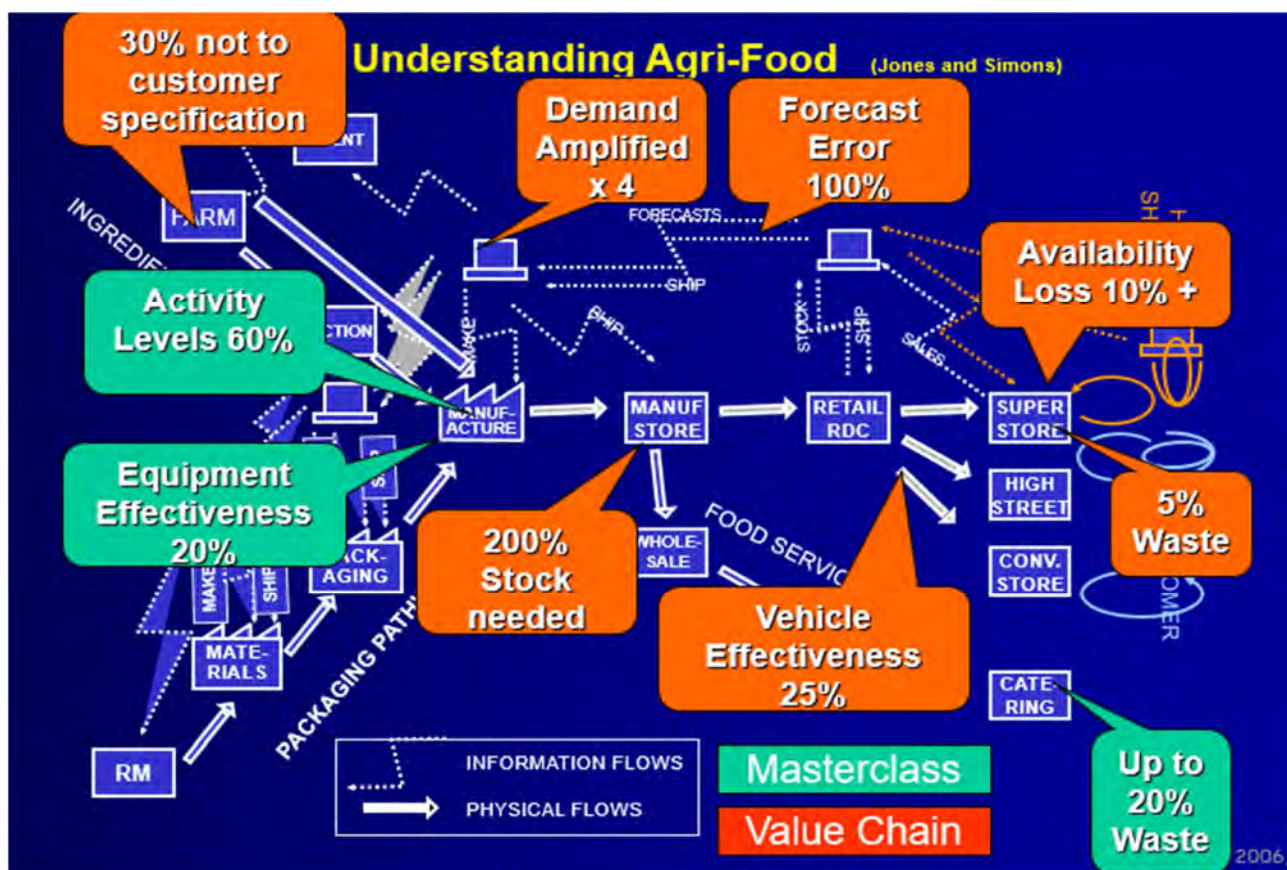 Understanding Agri-Food (Jones and Simons)
30% not to
customer
specification
Demand
Amplified
x 4
Forecast
Error
100%
FARM
FORECASTS
SHIP
Availability
Loss 10% +
Activity
Levels 60%
MAKE
SHIP
STOCK
SHIP
SALES
MANUF-
ACTURE
MANUF
STORE
RETAIL
RDC
SUPER
STORE
HIGH
STREET
CONV.
STORE
CATE-
RING
Equipment
Effectiveness
20%
200%
Stock
needed
WHOLE-
SALE
FOOD
5%
Waste
Vehicle
Effectiveness
25%
MAKE
SHIP
MATE-
RIALS
PACKAGING
RM
INFORMATION FLOWS
PHYSICAL FLOWS
Masterclass
Value Chain
Up to
20%
Waste
2006